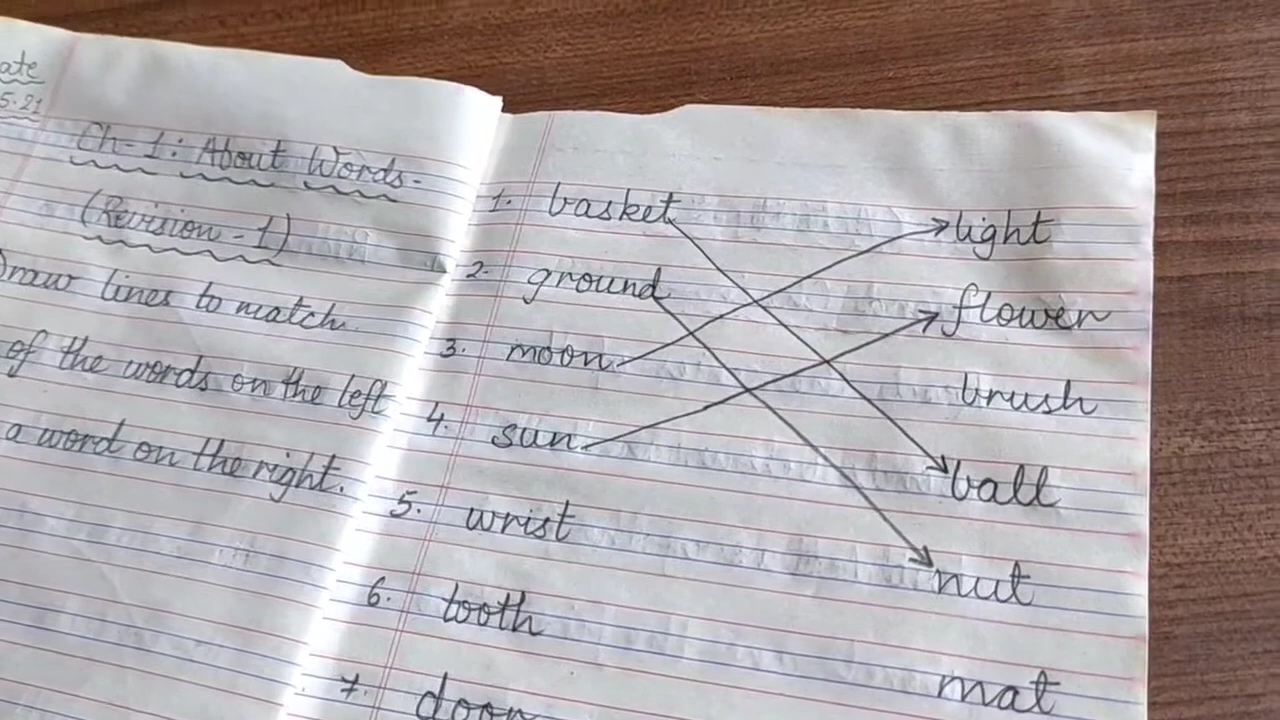 ate
5.21
Ch-1: About Words-
(Revision-1)
Draw lines to match
of the words on the left
a word on the right.
1. basket light
2. ground flower
3. moon brush
4. sun ball
5. wrist nut
6. tooth mat
7. door